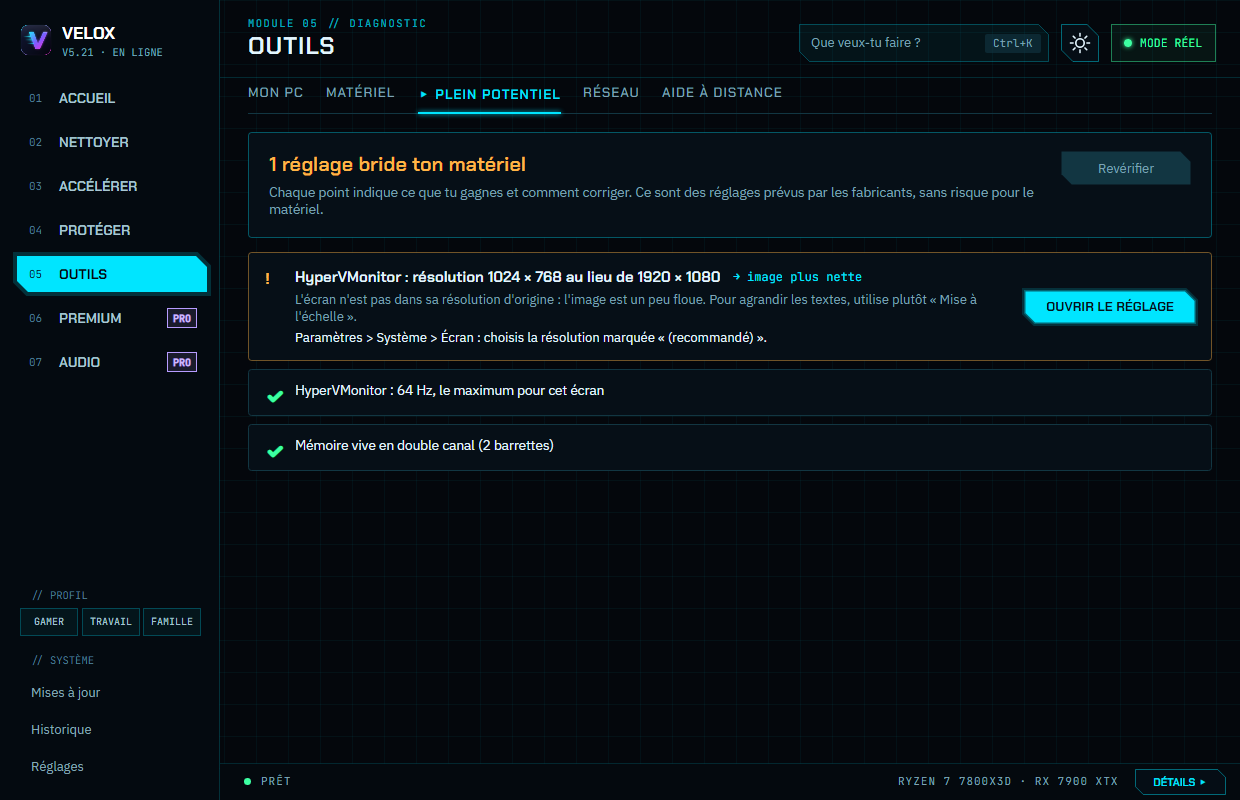 VELOX
V5.21 · EN LIGNE
01 ACCUEIL
02 NETTOYER
03 ACCÉLÉRER
04 PROTÉGER
05 OUTILS
06 PREMIUM PRO
07 AUDIO PRO
// PROFIL
GAMER TRAVAIL FAMILLE
// SYSTÈME
Mises à jour
Historique
Réglages
MODULE 05 // DIAGNOSTIC
OUTILS
Que veux-tu faire ? Ctrl+K
MODE RÉEL
MON PC MATÉRIEL ▸ PLEIN POTENTIEL RÉSEAU AIDE À DISTANCE
1 réglage bride ton matériel
Chaque point indique ce que tu gagnes et comment corriger. Ce sont des réglages prévus par les fabricants, sans risque pour le
matériel.
Revérifier
! HyperVMonitor : résolution 1024 × 768 au lieu de 1920 × 1080 → image plus nette
L'écran n'est pas dans sa résolution d'origine : l'image est un peu floue. Pour agrandir les textes, utilise plutôt « Mise à
l'échelle ».
Paramètres > Système > Écran : choisis la résolution marquée « (recommandé) ».
OUVRIR LE RÉGLAGE
HyperVMonitor : 64 Hz, le maximum pour cet écran
Mémoire vive en double canal (2 barrettes)
PRÊT
RYZEN 7 7800X3D · RX 7900 XTX
DÉTAILS ▸